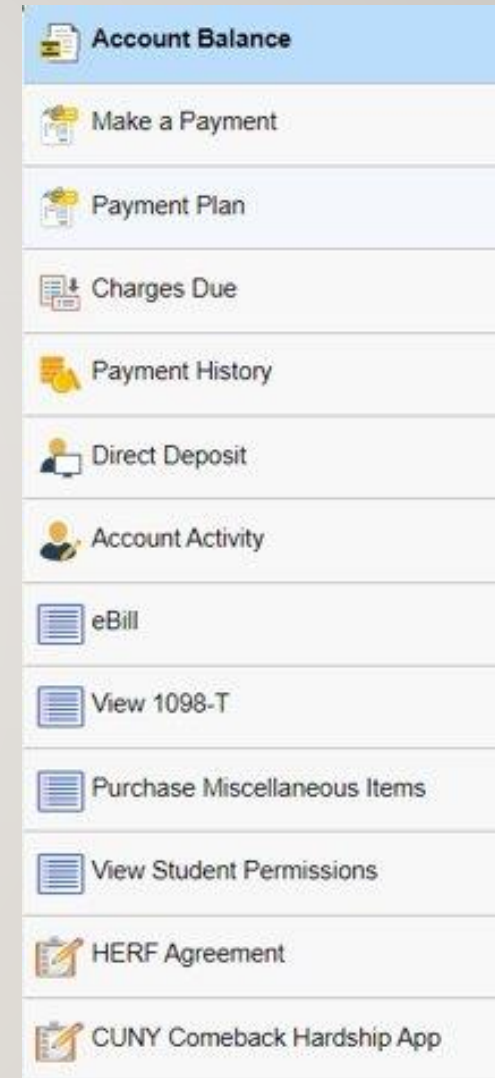 Account Balance
Make a Payment
Payment Plan
Charges Due
Payment History
Direct Deposit
Account Activity
eBill
View 1098-T
Purchase Miscellaneous Items
View Student Permissions
HERF Agreement
CUNY Comeback Hardship App